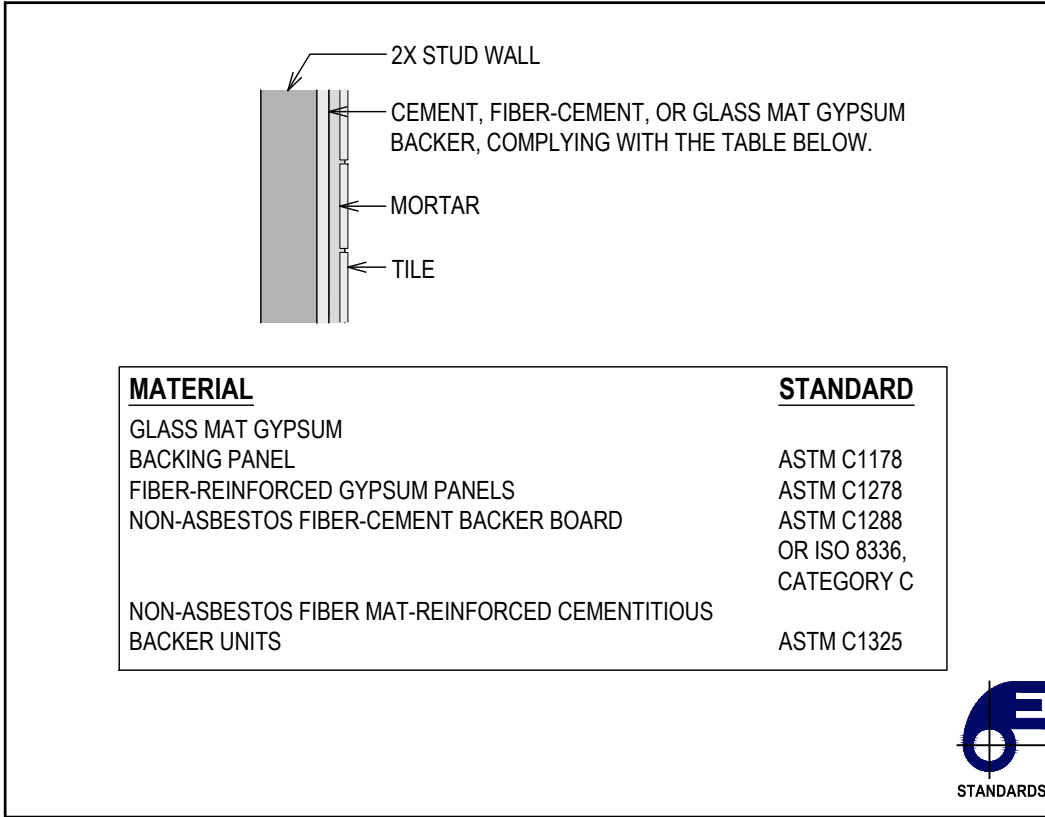 2X STUD WALL
CEMENT, FIBER-CEMENT, OR GLASS MAT GYPSUM
BACKER, COMPLYING WITH THE TABLE BELOW.
MORTAR
TILE
MATERIAL STANDARD
GLASS MAT GYPSUM
BACKING PANEL ASTM C1178
FIBER-REINFORCED GYPSUM PANELS ASTM C1278
NON-ASBESTOS FIBER-CEMENT BACKER BOARD ASTM C1288
OR ISO 8336,
CATEGORY C
NON-ASBESTOS FIBER MAT-REINFORCED CEMENTITIOUS
BACKER UNITS ASTM C1325
E
STANDARDS